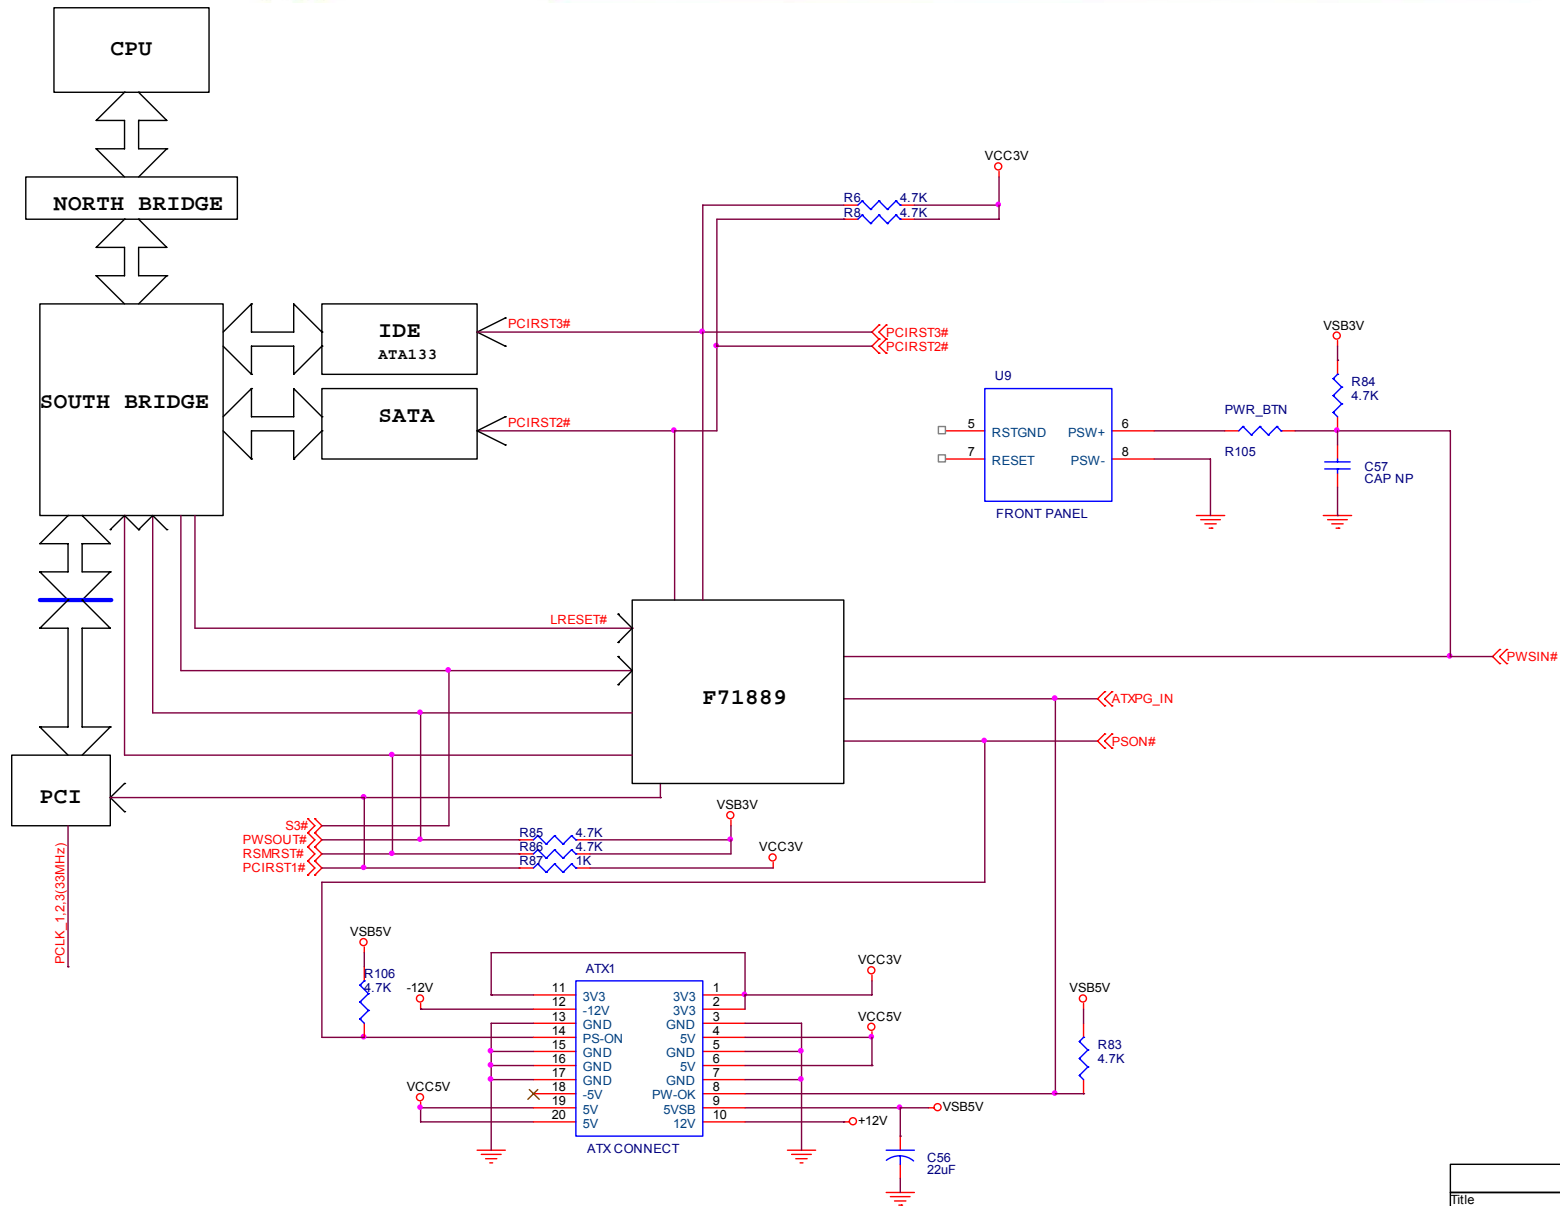 CPU
NORTH BRIDGE
SOUTH BRIDGE
IDE
ATA133
SATA
PCIRST3#
PCIRST2#
VCC3V
R6 4.7K
R8 4.7K
PCIRST3#
PCIRST2#
VSB3V
R84
4.7K
U9
PWR_BTN
5 RSTGND PSW+ 6
7 RESET PSW- 8
R105
C57
CAP NP
FRONT PANEL
LRESET#
F71889
PWSIN#
ATXPG_IN
PSON#
PCI
PCLK_1,2,3(33MHz)
S3#
PWSOUT#
RSMRST#
PCIRST1#
VSB3V
R85 4.7K
R86 4.7K
R87 1K
VCC3V
VSB5V
R106
4.7K
-12V
ATX1
VCC3V
VCC5V
VCC5V
11 3V3 3V3 1
12 -12V 3V3 2
13 GND GND 3
14 PS-ON 5V 4
15 GND GND 5
16 GND 5V 6
17 GND GND 7
18 -5V PW-OK 8
19 5V 5VSB 9
20 5V 12V 10
ATX CONNECT
VSB5V
R83
4.7K
VSB5V
+12V
C56
22uF
Title